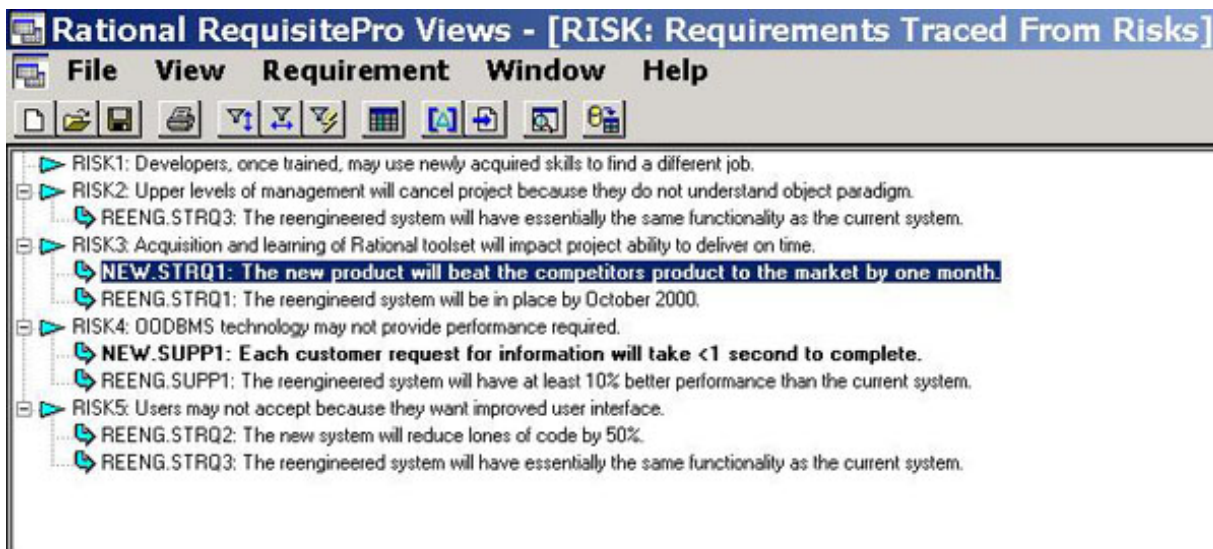 Rational RequisitePro Views - [RISK: Requirements Traced From Risks]
File View Requirement Window Help
RISK1: Developers, once trained, may use newly acquired skills to find a different job.
RISK2: Upper levels of management will cancel project because they do not understand object paradigm.
REENG.STRQ3: The reengineered system will have essentially the same functionality as the current system.
RISK3: Acquisition and learning of Rational toolset will impact project ability to deliver on time.
NEW.STRQ1: The new product will beat the competitors product to the market by one month.
REENG.STRQ1: The reengineerd system will be in place by October 2000.
RISK4: OODBMS technology may not provide performance required.
NEW.SUPP1: Each customer request for information will take <1 second to complete.
REENG.SUPP1: The reengineered system will have at least 10% better performance than the current system.
RISK5: Users may not accept because they want improved user interface.
REENG.STRQ2: The new system will reduce lones of code by 50%.
REENG.STRQ3: The reengineered system will have essentially the same functionality as the current system.